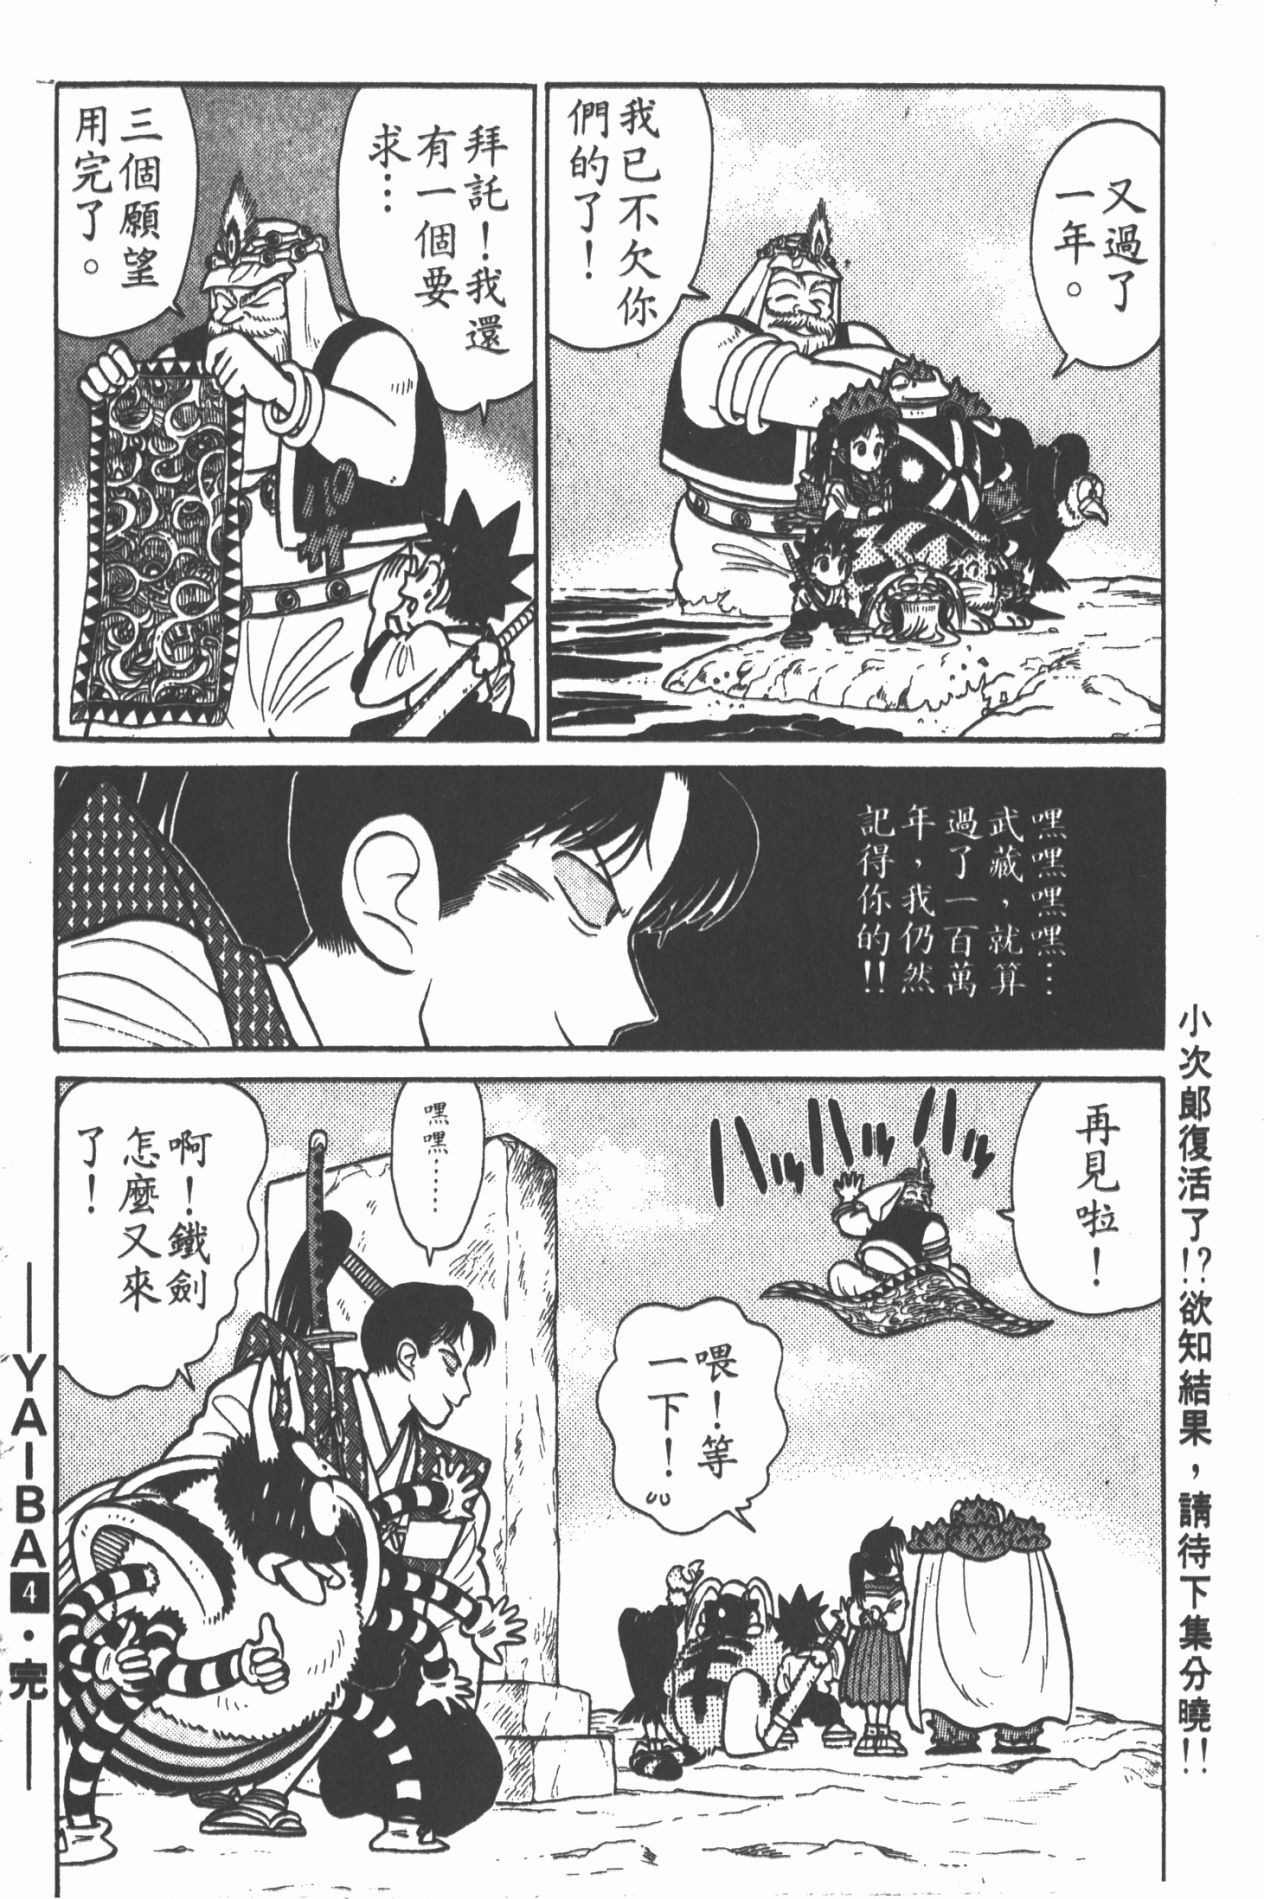 又過了
一年。
我已不欠你
們的了！
拜託！我還
有一個要
求…
三個願望
用完了。
嘿嘿嘿嘿…
武藏，就算
過了一百萬
年，我仍然
記得你的!!
再見啦！
喂！等
一下！
嘿嘿……
啊！鐵劍
怎麼又來
了！
小次郎復活了!?欲知結果，請待下集分曉!!
YAIBA4・完